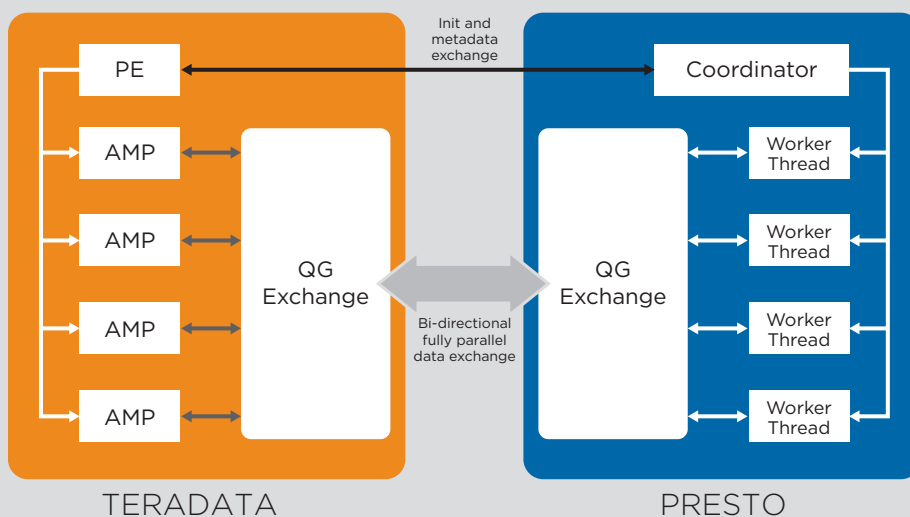 Init and
metadata
exchange
PE
Coordinator
AMP
AMP
AMP
AMP
QG
Exchange
Bi-directional
fully parallel
data exchange
QG
Exchange
Worker
Thread
Worker
Thread
Worker
Thread
Worker
Thread
TERADATA
PRESTO